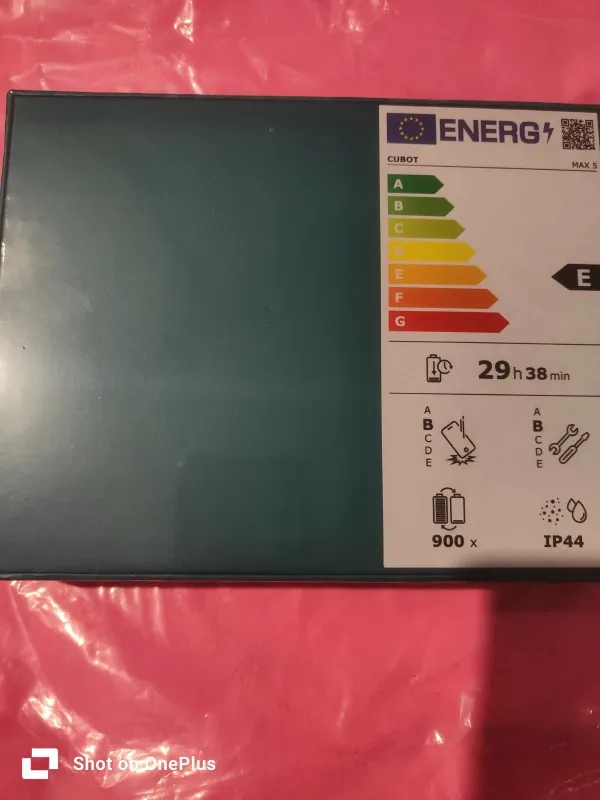 ENERG
CUBOT
MAX 5
A
B
C
E
F
G
E
29 h 38 min
A
B
C
D
E
A
B
C
D
E
900 x
IP44
Shot on OnePlus